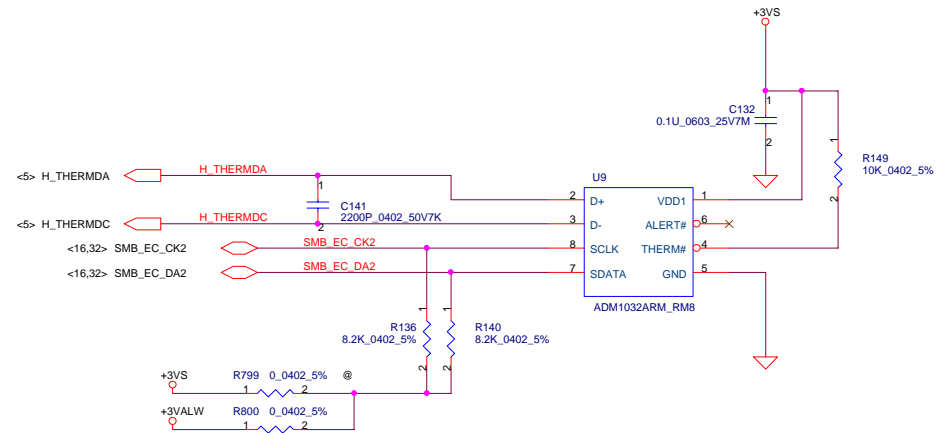 +3VS
1
C132
0.1U_0603_25V7M
2
1
R149
10K_0402_5%
2
<5> H_THERMDA
H_THERMDA
1
C141
2200P_0402_50V7K
2
<5> H_THERMDC
H_THERMDC
<16,32> SMB_EC_CK2
SMB_EC_CK2
<16,32> SMB_EC_DA2
SMB_EC_DA2
U9
2 D+ VDD1 1
3 D- ALERT# 6
8 SCLK THERM# 4
7 SDATA GND 5
ADM1032ARM_RM8
1 1
R136 R140
8.2K_0402_5% 8.2K_0402_5%
2 2
+3VS R799 0_0402_5% @
1 2
+3VALW R800 0_0402_5%
1 2